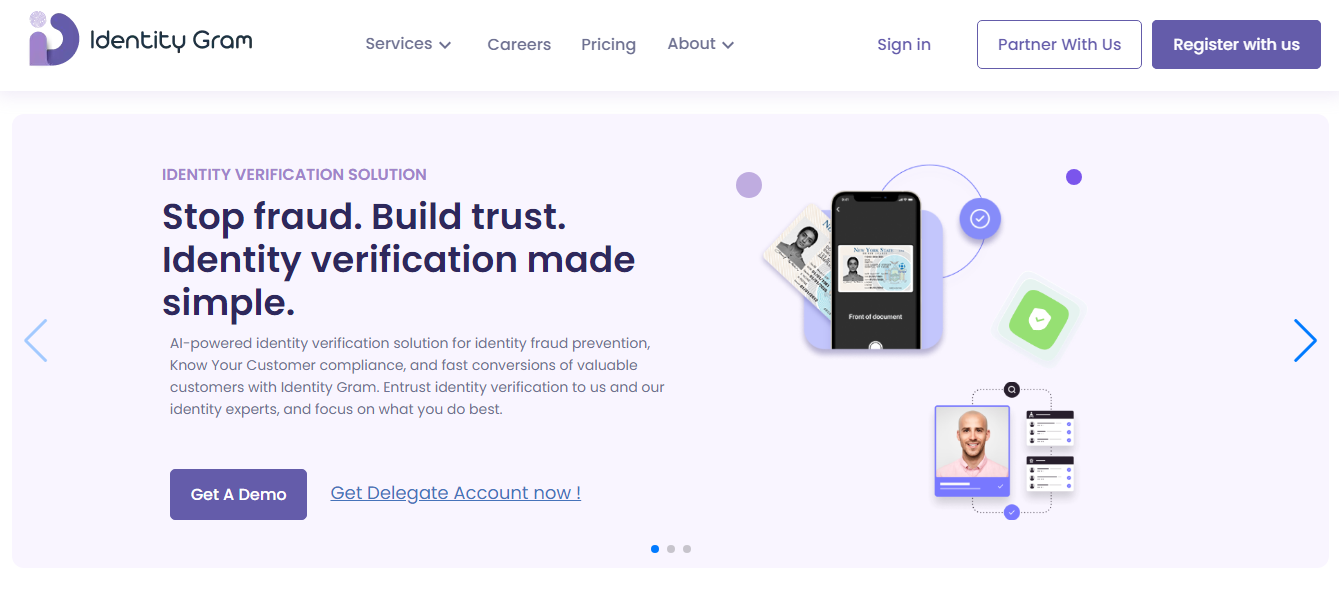 Identity Gram
Services
Careers
Pricing
About
Sign in
Partner With Us
Register with us
IDENTITY VERIFICATION SOLUTION
Stop fraud. Build trust.
Identity verification made
simple.
AI-powered identity verification solution for identity fraud prevention,
Know Your Customer compliance, and fast conversions of valuable
customers with Identity Gram. Entrust identity verification to us and our
identity experts, and focus on what you do best.
Get A Demo
Get Delegate Account now !
NEW YORK STATE
Front of document